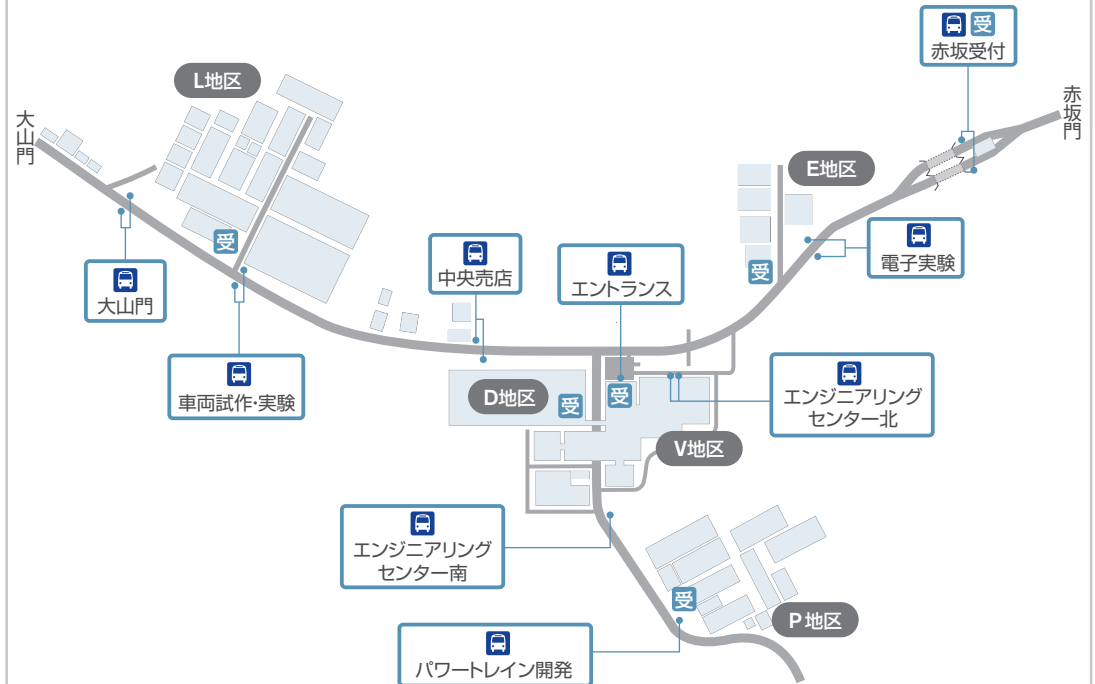 受
赤坂受付
L地区
大山門
赤坂門
E地区
受
電子実験
受
中央売店
エントランス
大山門
車両試作・実験
D地区
受
受
エンジニアリング
センター北
V地区
エンジニアリング
センター南
受
P地区
パワートレイン開発